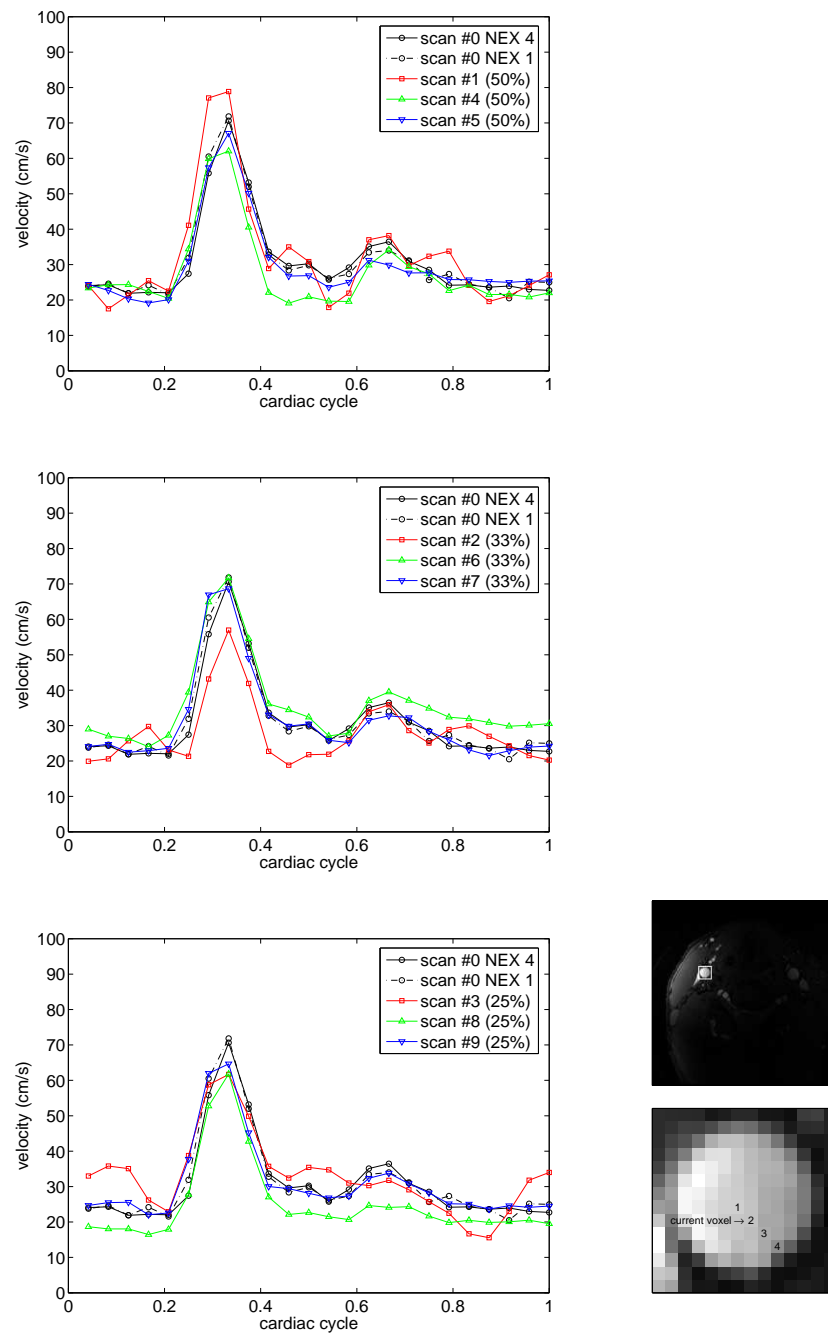 100
90
80
70
60
50
40
30
20
10
0
velocity (cm/s)
scan #0 NEX 4
scan #0 NEX 1
scan #1 (50%)
scan #4 (50%)
scan #5 (50%)
0 0.2 0.4 0.6 0.8 1
cardiac cycle
100
90
80
70
60
50
40
30
20
10
0
velocity (cm/s)
scan #0 NEX 4
scan #0 NEX 1
scan #2 (33%)
scan #6 (33%)
scan #7 (33%)
0 0.2 0.4 0.6 0.8 1
cardiac cycle
100
90
80
70
60
50
40
30
20
10
0
velocity (cm/s)
scan #0 NEX 4
scan #0 NEX 1
scan #3 (25%)
scan #8 (25%)
scan #9 (25%)
0 0.2 0.4 0.6 0.8 1
cardiac cycle
1
current voxel → 2
3
4